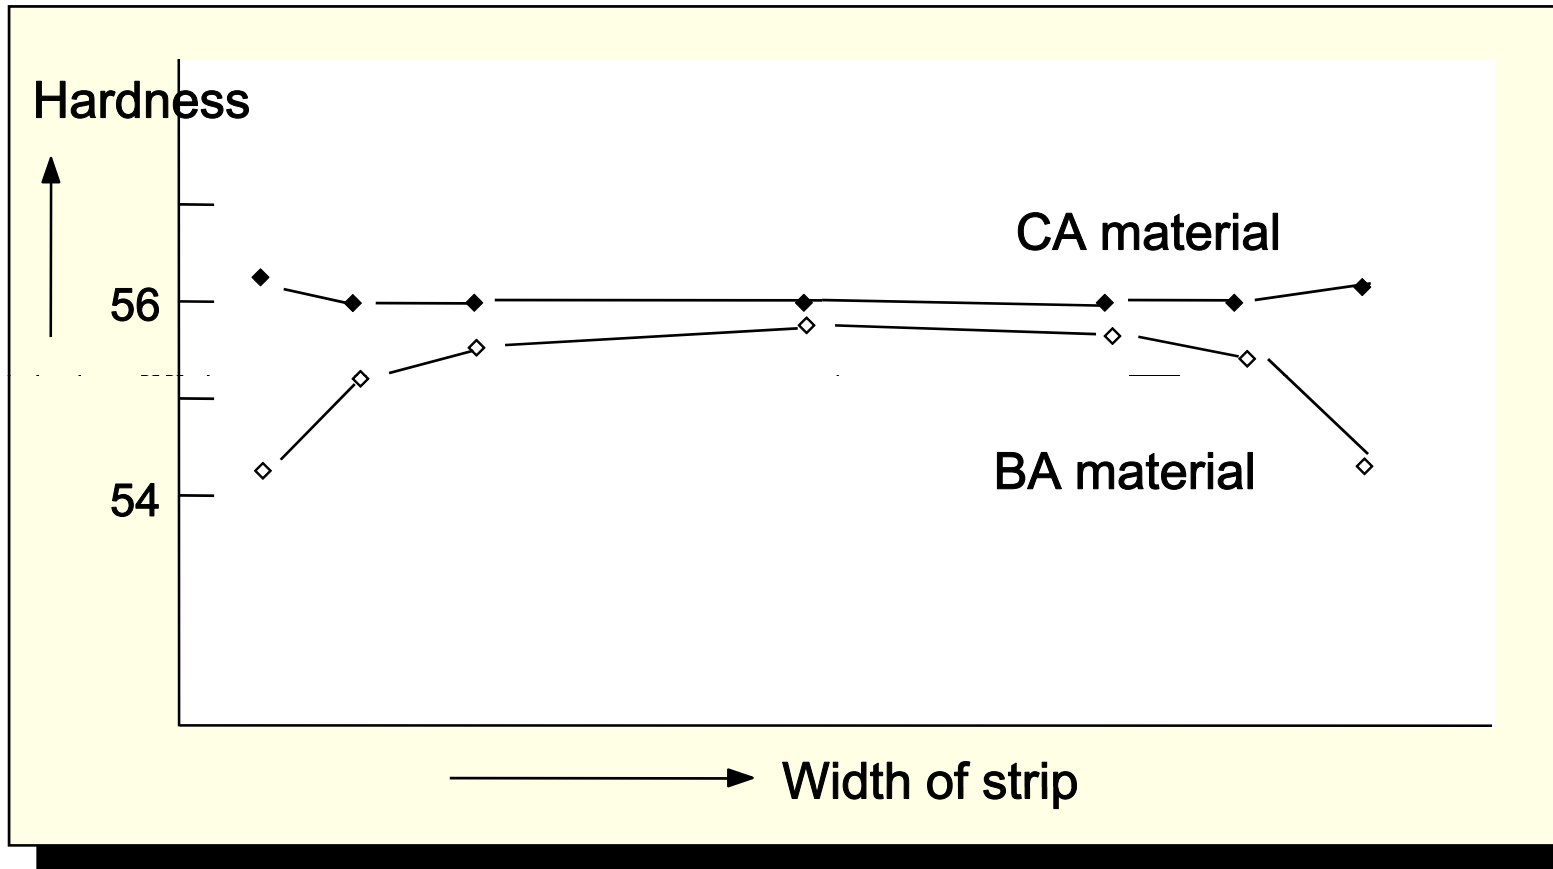 Hardness
CA material
56
BA material
54
Width of strip